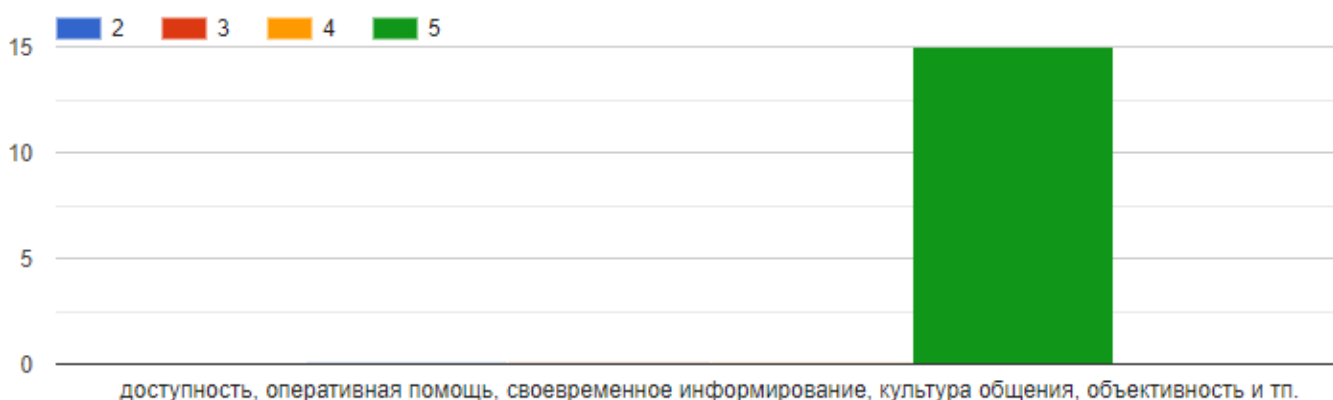 2 3 4 5
15
10
5
0
доступность, оперативная помощь, своевременное информирование, культура общения, объективность и тп.